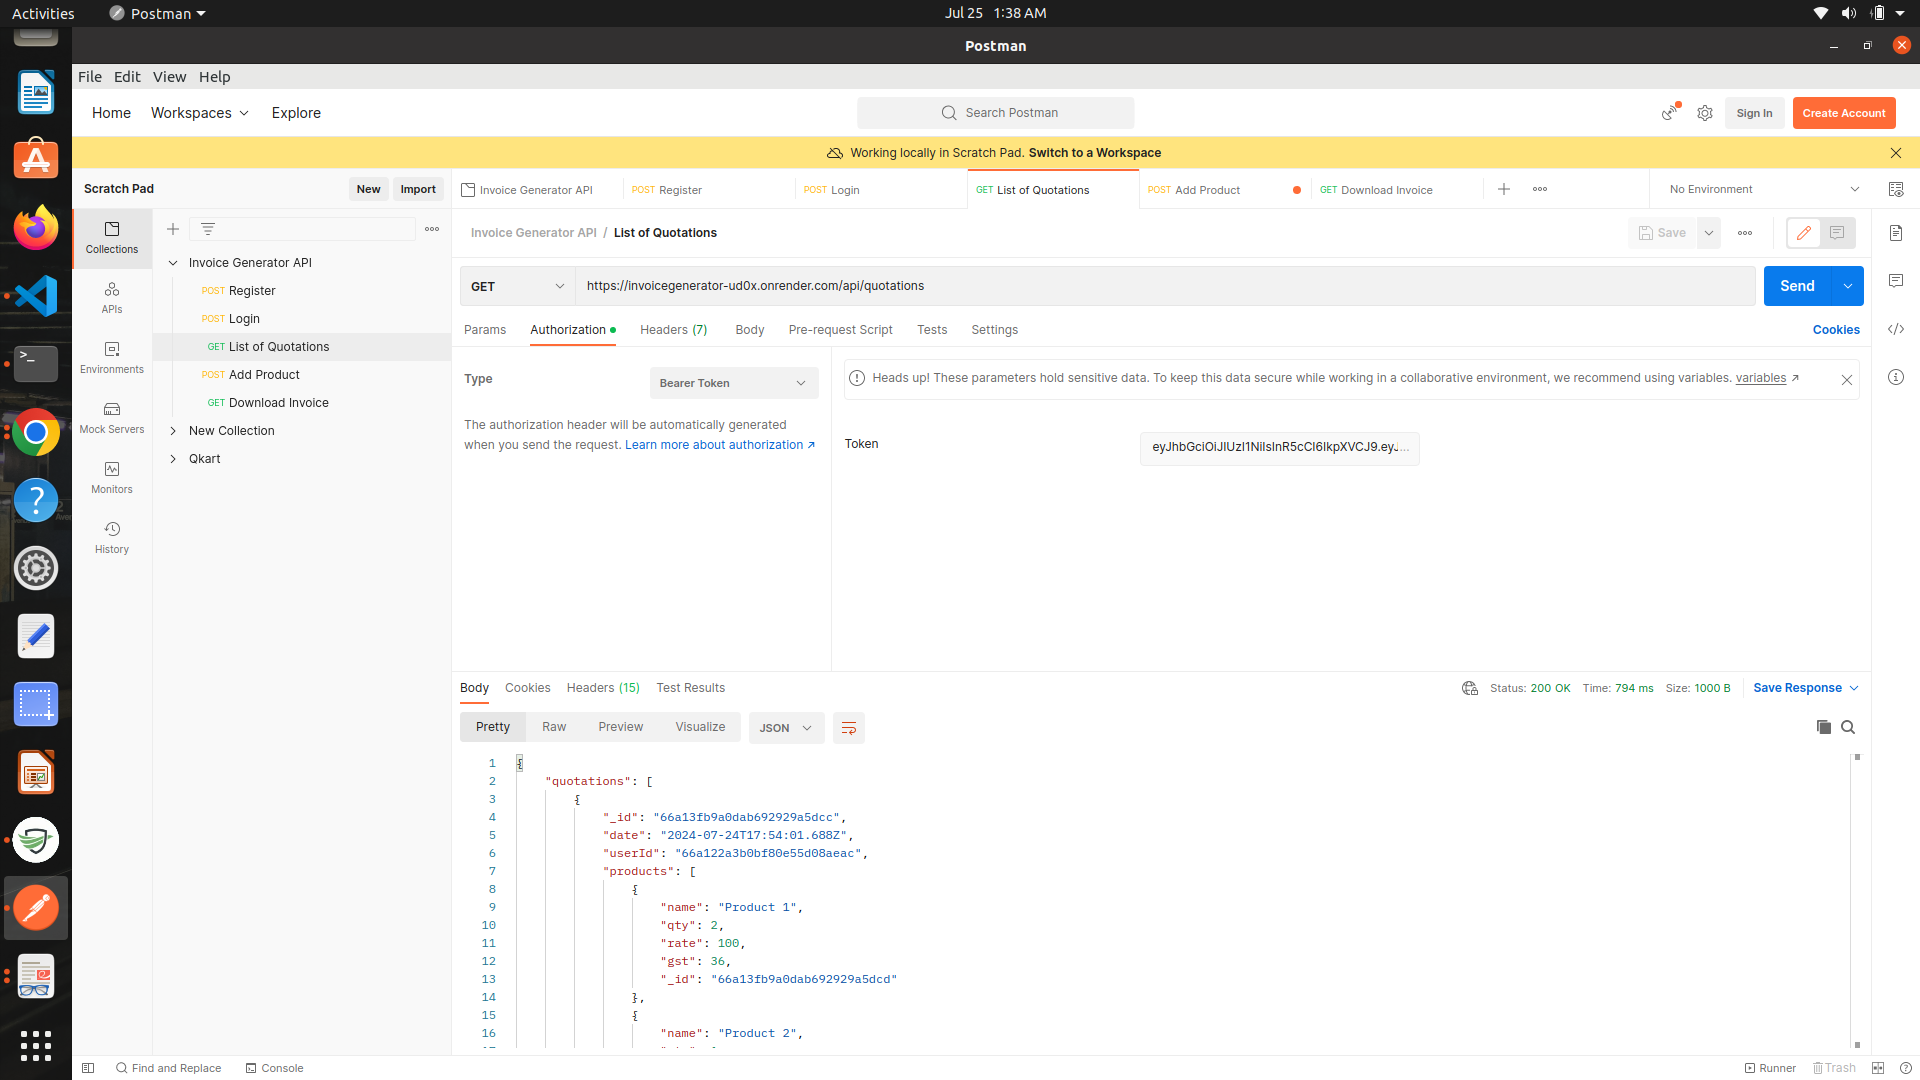 Activities
Postman
Jul 25 1:38 AM
Postman
File Edit View Help
Home Workspaces Explore
Search Postman
Sign In
Create Account
Working locally in Scratch Pad. Switch to a Workspace
Scratch Pad
New
Import
Invoice Generator API
POST Register
POST Login
GET List of Quotations
POST Add Product
GET Download Invoice
No Environment
Collections
APIs
Environments
Mock Servers
Monitors
History
Invoice Generator API
POST Register
POST Login
GET List of Quotations
POST Add Product
GET Download Invoice
New Collection
Qkart
Invoice Generator API / List of Quotations
Save
GET
https://invoicegenerator-ud0x.onrender.com/api/quotations
Send
Params Authorization Headers (7) Body Pre-request Script Tests Settings
Cookies
Type
Bearer Token
The authorization header will be automatically generated
when you send the request. Learn more about authorization ↗
Heads up! These parameters hold sensitive data. To keep this data secure while working in a collaborative environment, we recommend using variables. variables ↗
Token
eyJhbGciOiJIUzI1NiIsInR5cCI6IkpXVCJ9.eyJ...
Body Cookies Headers (15) Test Results
Status: 200 OK Time: 794 ms Size: 1000 B
Save Response
Pretty Raw Preview Visualize
JSON
1 {
2 "quotations": [
3 {
4 "_id": "66a13fb9a0dab692929a5dcc",
5 "date": "2024-07-24T17:54:01.688Z",
6 "userId": "66a122a3b0bf80e55d08aeac",
7 "products": [
8 {
9 "name": "Product 1",
10 "qty": 2,
11 "rate": 100,
12 "gst": 36,
13 "_id": "66a13fb9a0dab692929a5dcd"
14 },
15 {
16 "name": "Product 2",
Find and Replace
Console
Runner
Trash